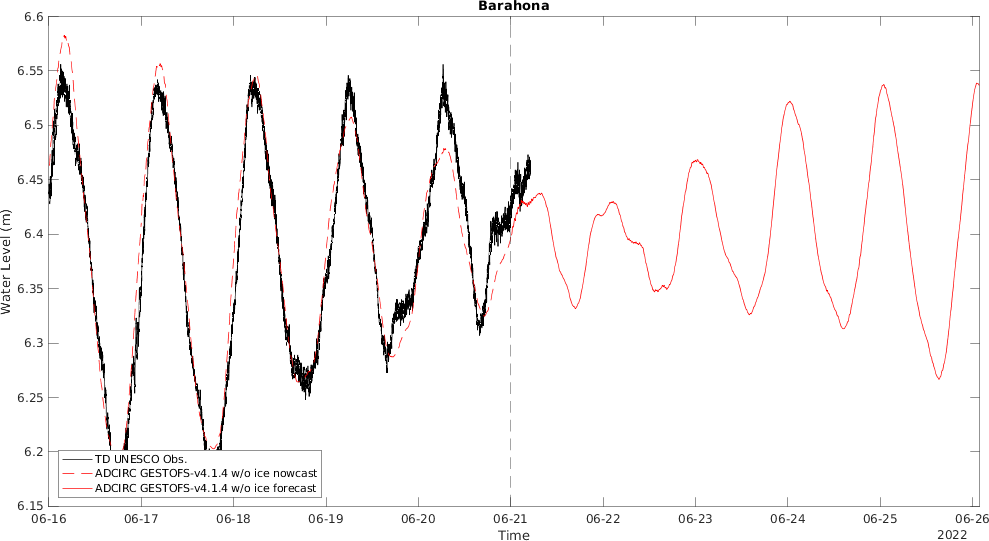 Barahona
6.6
6.55
6.5
6.45
6.4
6.35
6.3
6.25
6.2
6.15
Water Level (m)
TD UNESCO Obs.
ADCIRC GESTOFS-v4.1.4 w/o ice nowcast
ADCIRC GESTOFS-v4.1.4 w/o ice forecast
06-16 06-17 06-18 06-19 06-20 06-21 06-22 06-23 06-24 06-25 06-26
Time
2022